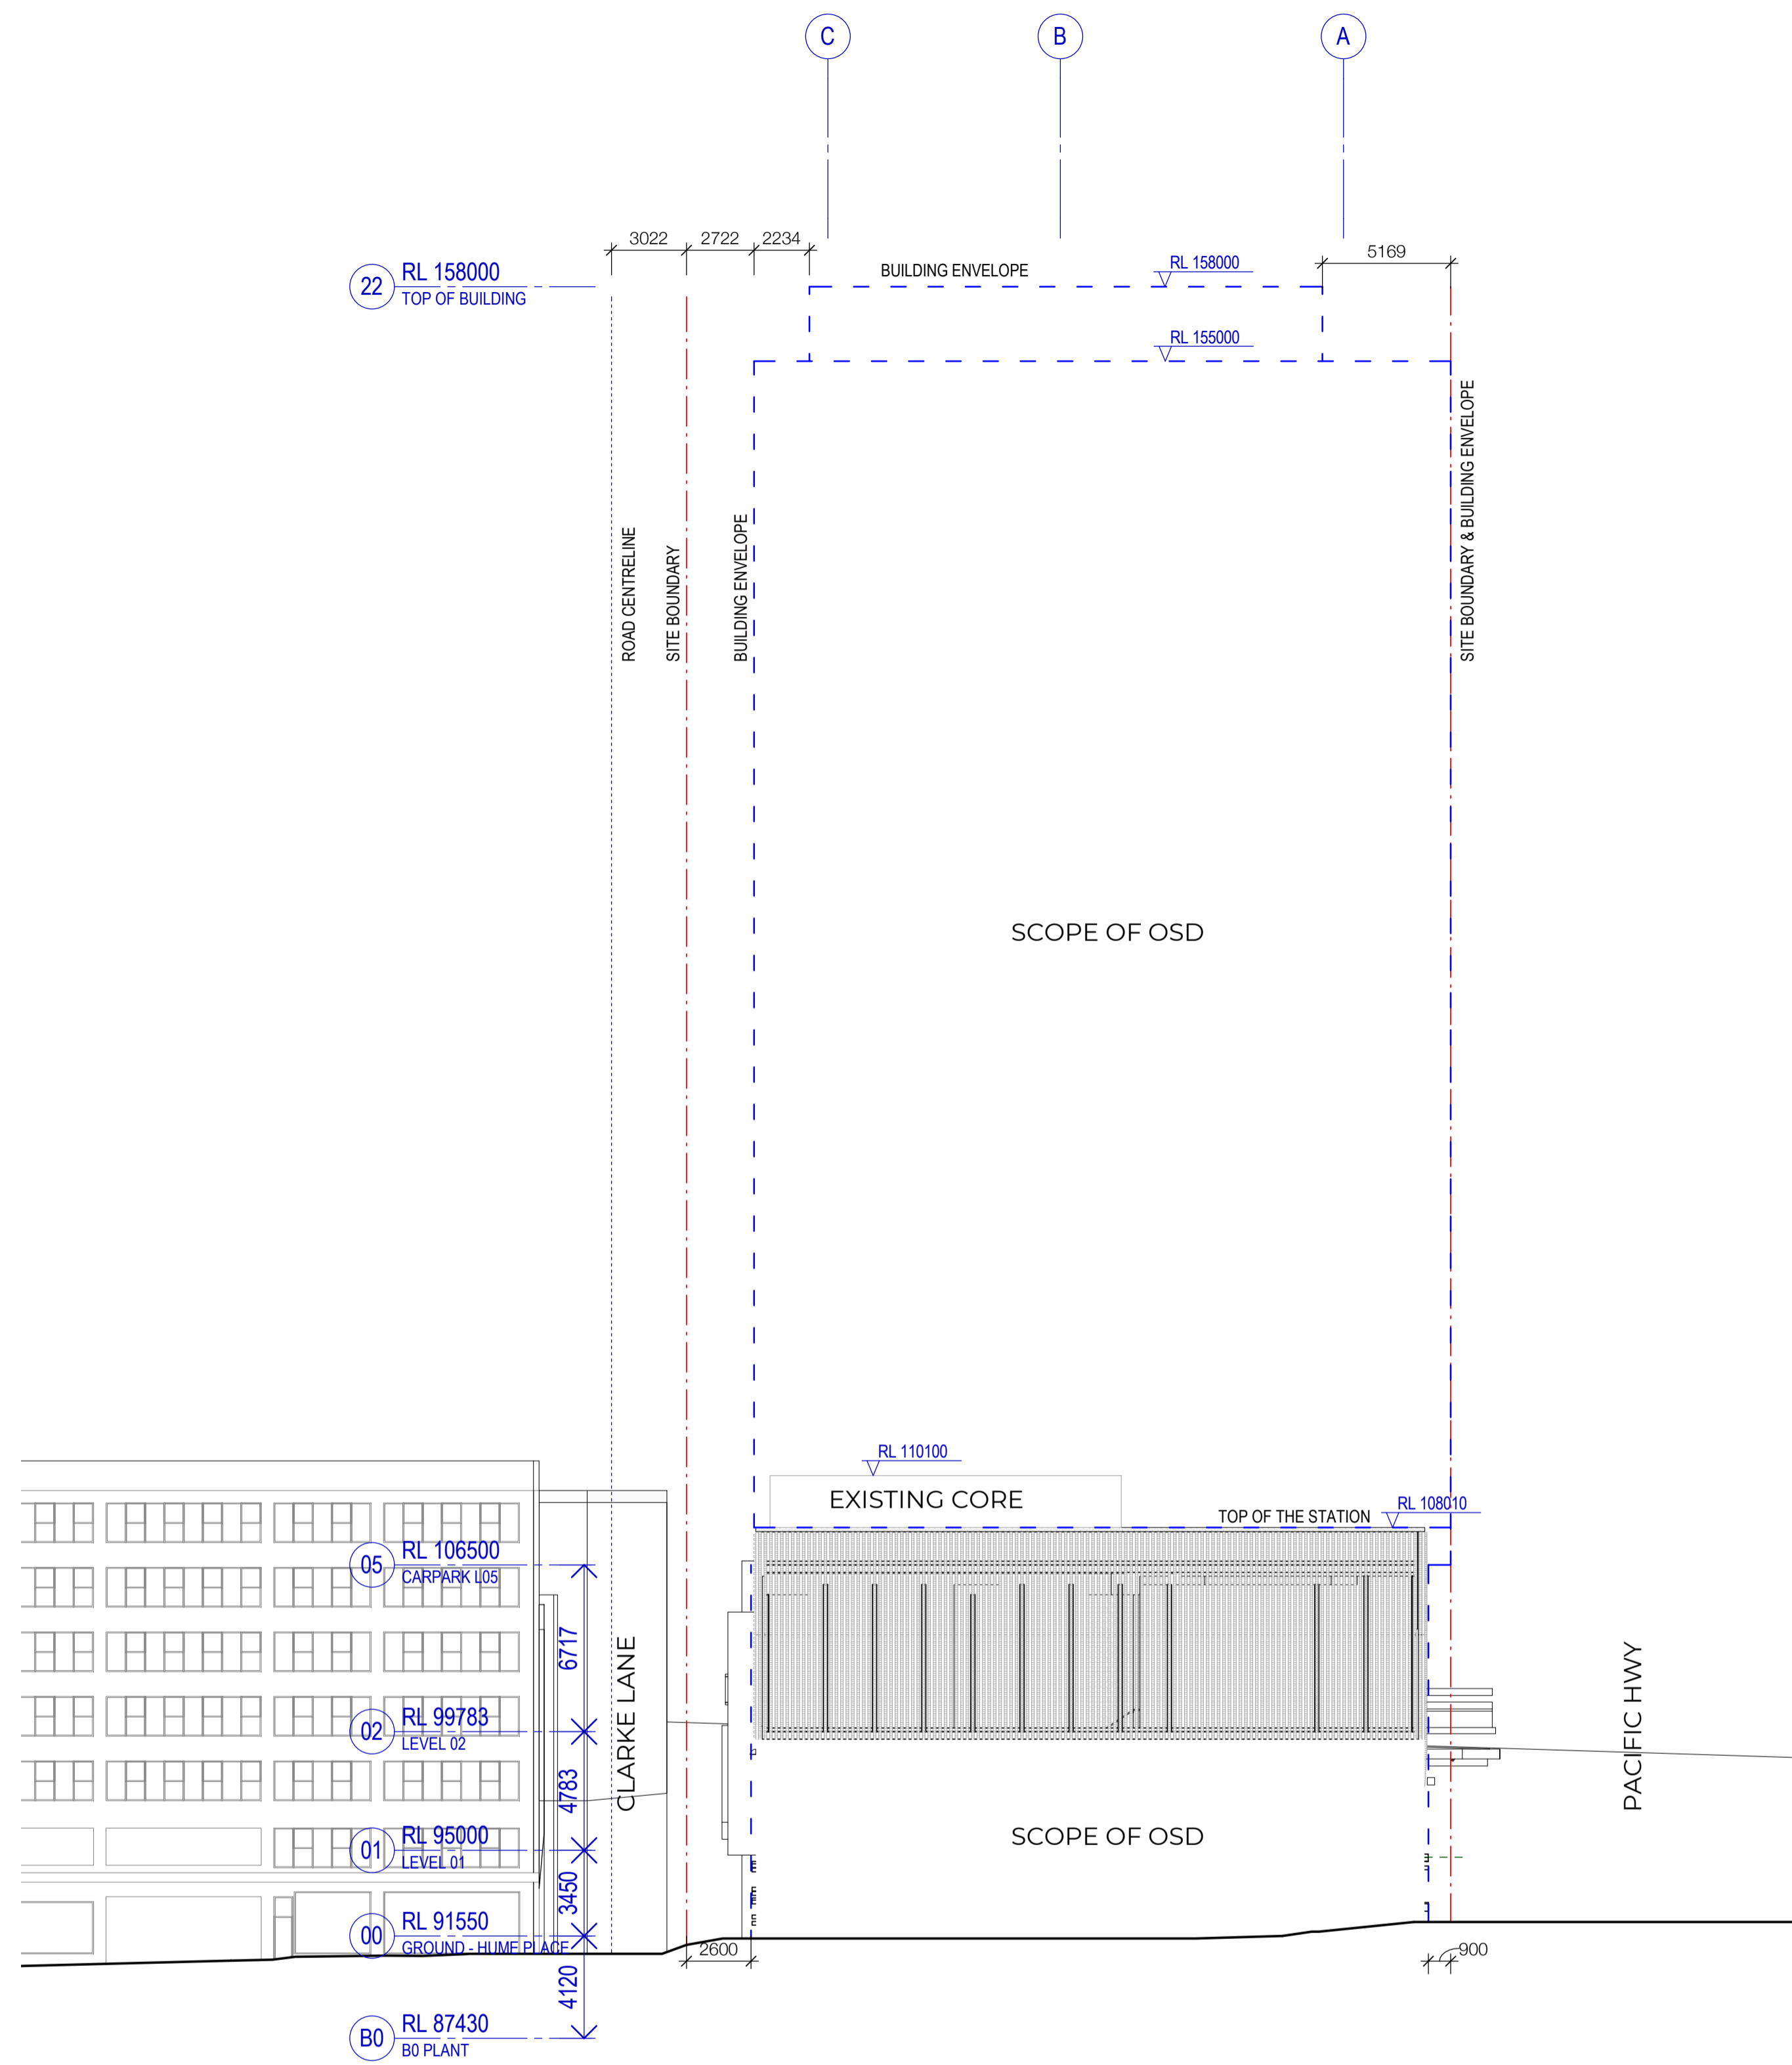 C
B
A
3022
2722
2234
5169
22
RL 158000
TOP OF BUILDING
BUILDING ENVELOPE
RL 158000
RL 155000
ROAD CENTRELINE
SITE BOUNDARY
BUILDING ENVELOPE
SITE BOUNDARY & BUILDING ENVELOPE
SCOPE OF OSD
RL 110100
EXISTING CORE
TOP OF THE STATION
RL 108010
05
RL 106500
CARPARK L05
6717
02
RL 99783
LEVEL 02
4783
CLARKE LANE
PACIFIC HWY
01
RL 95000
LEVEL 01
SCOPE OF OSD
3450
00
RL 91550
GROUND - HUME PLACE
2600
900
4120
B0
RL 87430
B0 PLANT